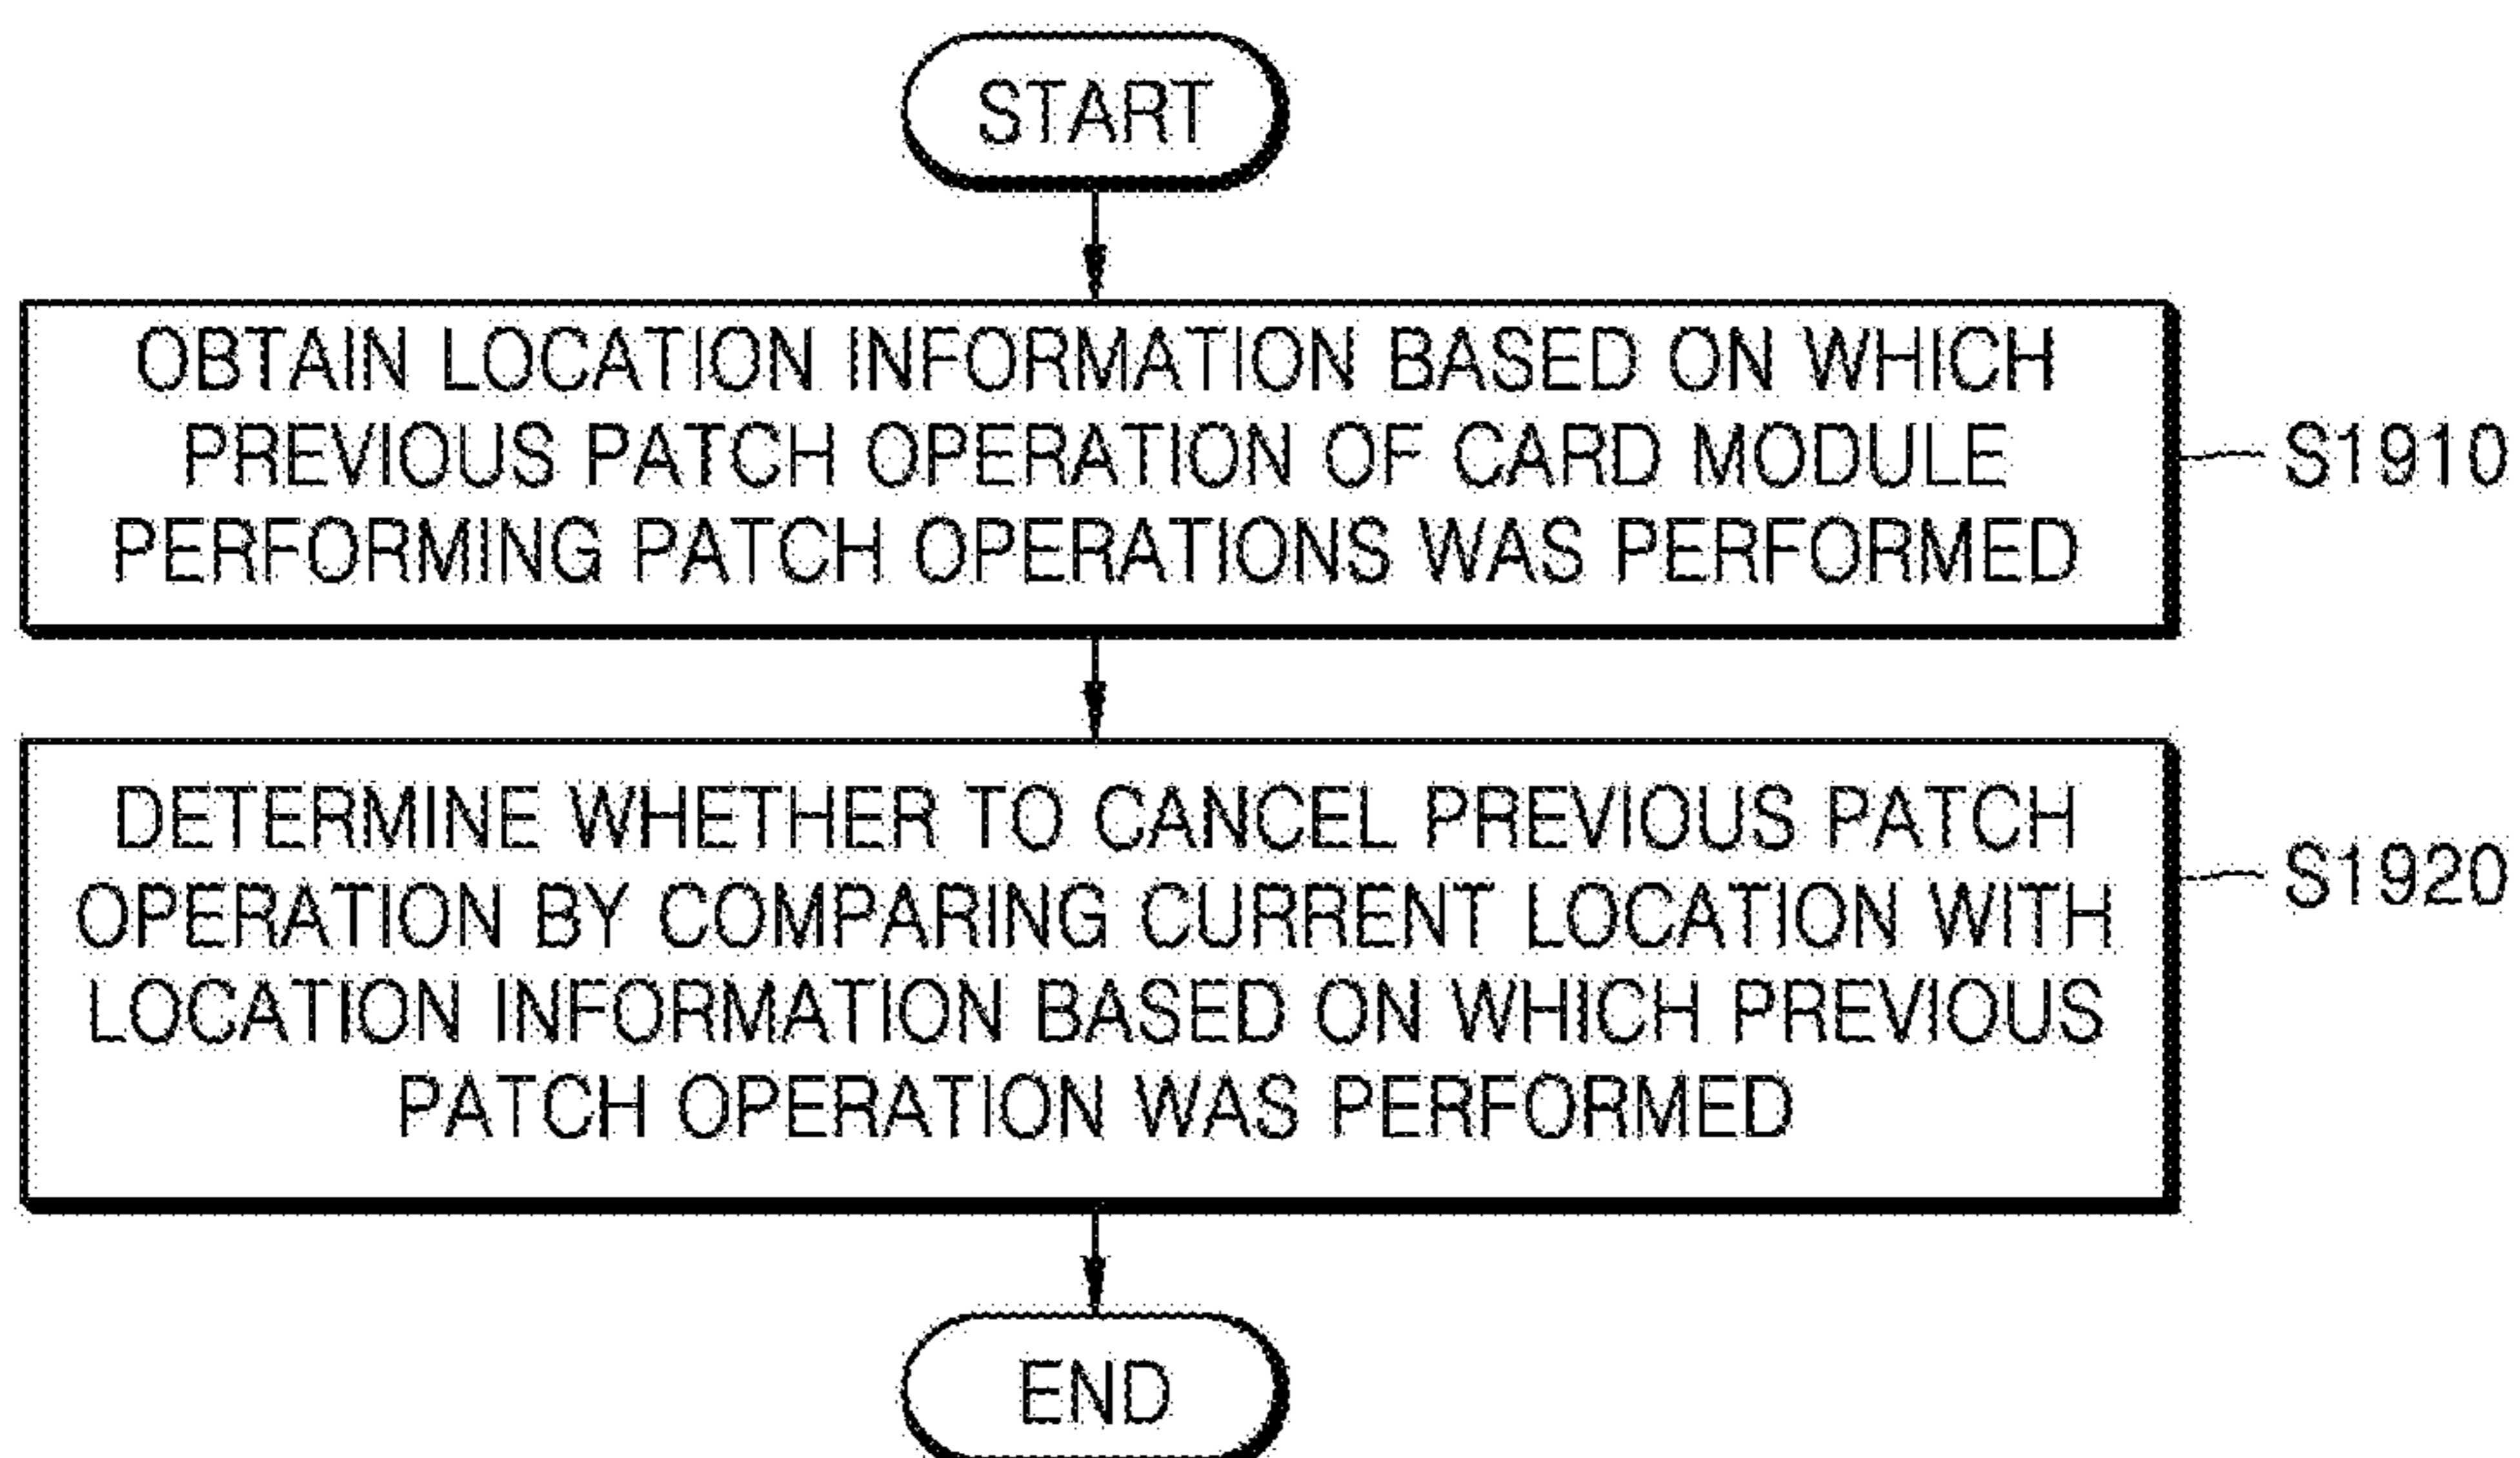 START
OBTAIN LOCATION INFORMATION BASED ON WHICH
PREVIOUS PATCH OPERATION OF CARD MODULE
PERFORMING PATCH OPERATIONS WAS PERFORMED
S1910
DETERMINE WHETHER TO CANCEL PREVIOUS PATCH
OPERATION BY COMPARING CURRENT LOCATION WITH
LOCATION INFORMATION BASED ON WHICH PREVIOUS
PATCH OPERATION WAS PERFORMED
S1920
END